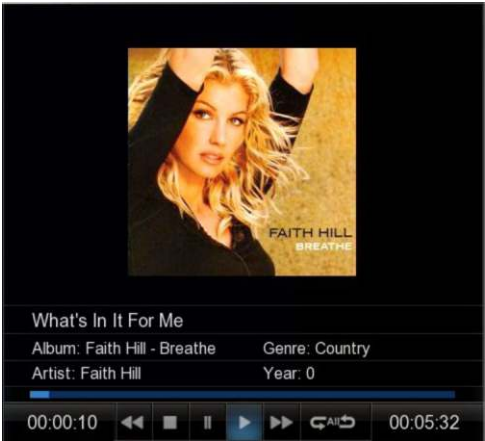 FAITH HILL
BREATHE
What's In It For Me
Album: Faith Hill - Breathe Genre: Country
Artist: Faith Hill Year: 0
00:00:10 All 00:05:32